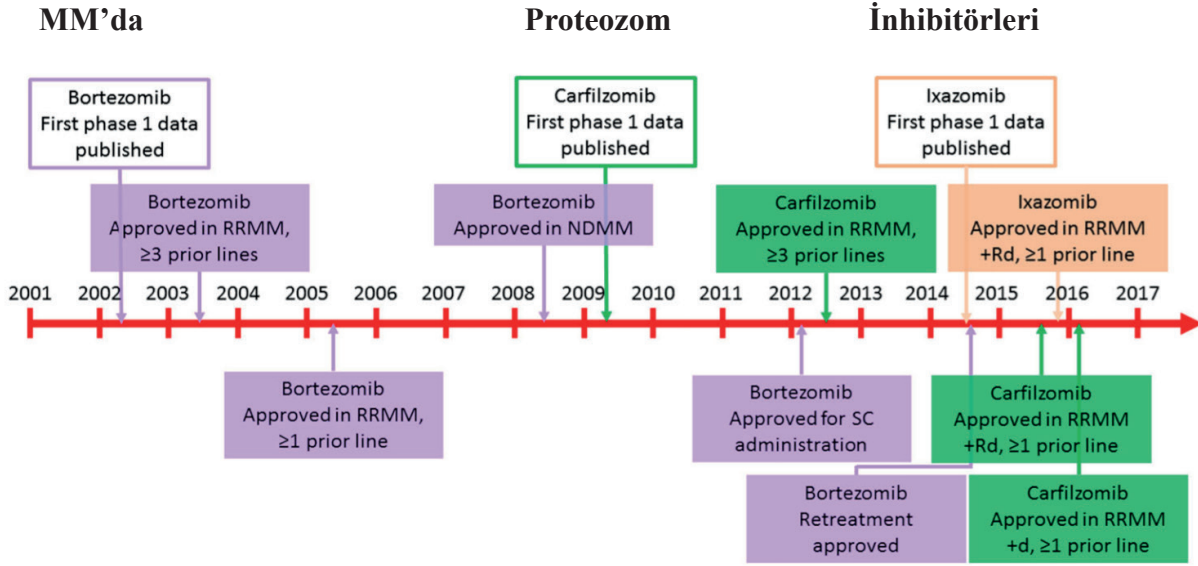 MM’da Proteozom İnhibitörleri
Bortezomib
First phase 1 data
published
Carfilzomib
First phase 1 data
published
Ixazomib
First phase 1 data
published
Bortezomib
Approved in RRMM,
≥3 prior lines
Bortezomib
Approved in NDMM
Carfilzomib
Approved in RRMM,
≥3 prior lines
Ixazomib
Approved in RRMM
+Rd, ≥1 prior line
2001 2002 2003 2004 2005 2006 2007 2008 2009 2010 2011 2012 2013 2014 2015 2016 2017
Bortezomib
Approved in RRMM,
≥1 prior line
Bortezomib
Approved for SC
administration
Carfilzomib
Approved in RRMM
+Rd, ≥1 prior line
Bortezomib
Retreatment
approved
Carfilzomib
Approved in RRMM
+d, ≥1 prior line